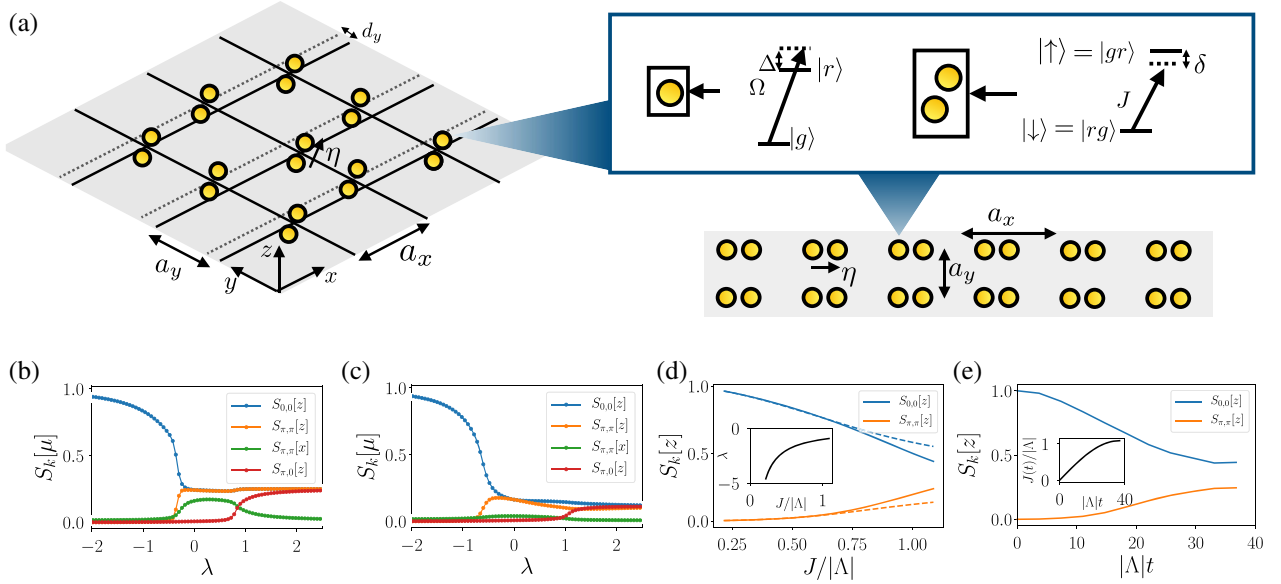 (a)
d_y
η
a_y
y
z
x
a_x
Δ
Ω
|r⟩
|g⟩
|↑⟩ = |gr⟩
δ
J
|↓⟩ = |rg⟩
a_x
η
a_y
(b)
1.0
0.5
0.0
S_k[μ]
S_{0,0}[z]
S_{π,π}[z]
S_{π,π}[x]
S_{π,0}[z]
−2 −1 0 1 2
λ
(c)
1.0
0.5
0.0
S_k[μ]
S_{0,0}[z]
S_{π,π}[z]
S_{π,π}[x]
S_{π,0}[z]
−2 −1 0 1 2
λ
(d)
1.0
0.5
0.0
S_k[z]
S_{0,0}[z]
S_{π,π}[z]
0
λ
−5
0 1
J/|Λ|
0.25 0.50 0.75 1.00
J/|Λ|
(e)
1.0
0.5
0.0
S_k[z]
S_{0,0}[z]
S_{π,π}[z]
1
J(t)/|Λ|
0
0 40
|Λ|t
0 10 20 30 40
|Λ|t